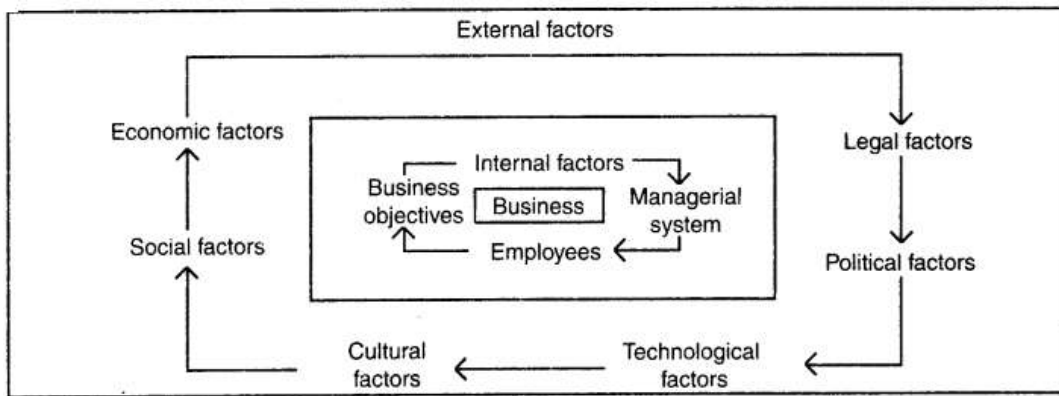 External factors
Economic factors
Legal factors
Internal factors
Business
objectives
Business
Managerial
system
Employees
Social factors
Political factors
Cultural
factors
Technological
factors